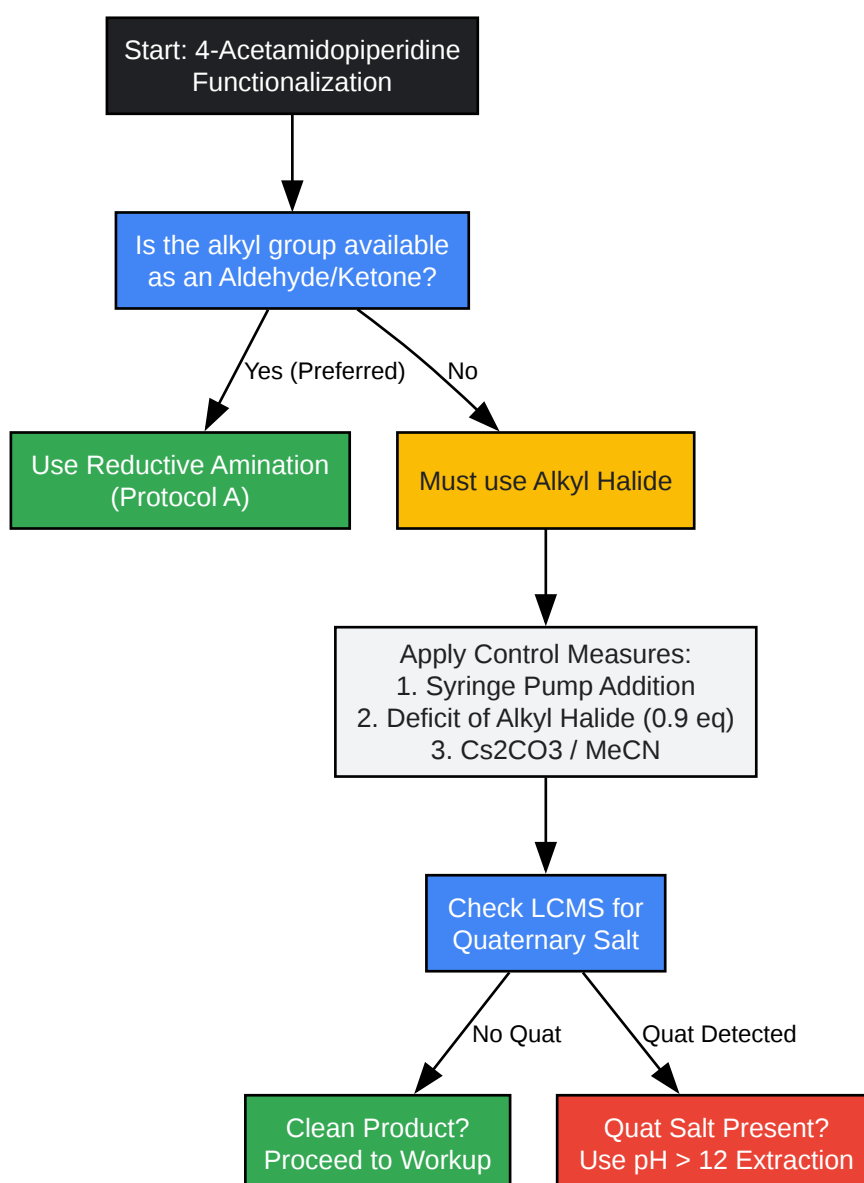 Start: 4-Acetamidopiperidine
Functionalization
Is the alkyl group available
as an Aldehyde/Ketone?
Yes (Preferred)
No
Use Reductive Amination
(Protocol A)
Must use Alkyl Halide
Apply Control Measures:
1. Syringe Pump Addition
2. Deficit of Alkyl Halide (0.9 eq)
3. Cs2CO3 / MeCN
Check LCMS for
Quaternary Salt
No Quat
Quat Detected
Clean Product?
Proceed to Workup
Quat Salt Present?
Use pH > 12 Extraction